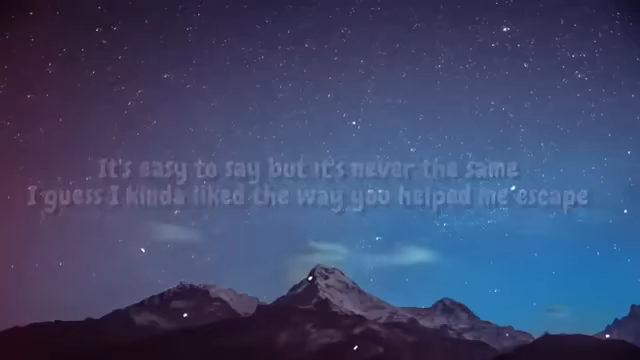 It's easy to say but it's never the same
I guess I kinda liked the way you helped me escape